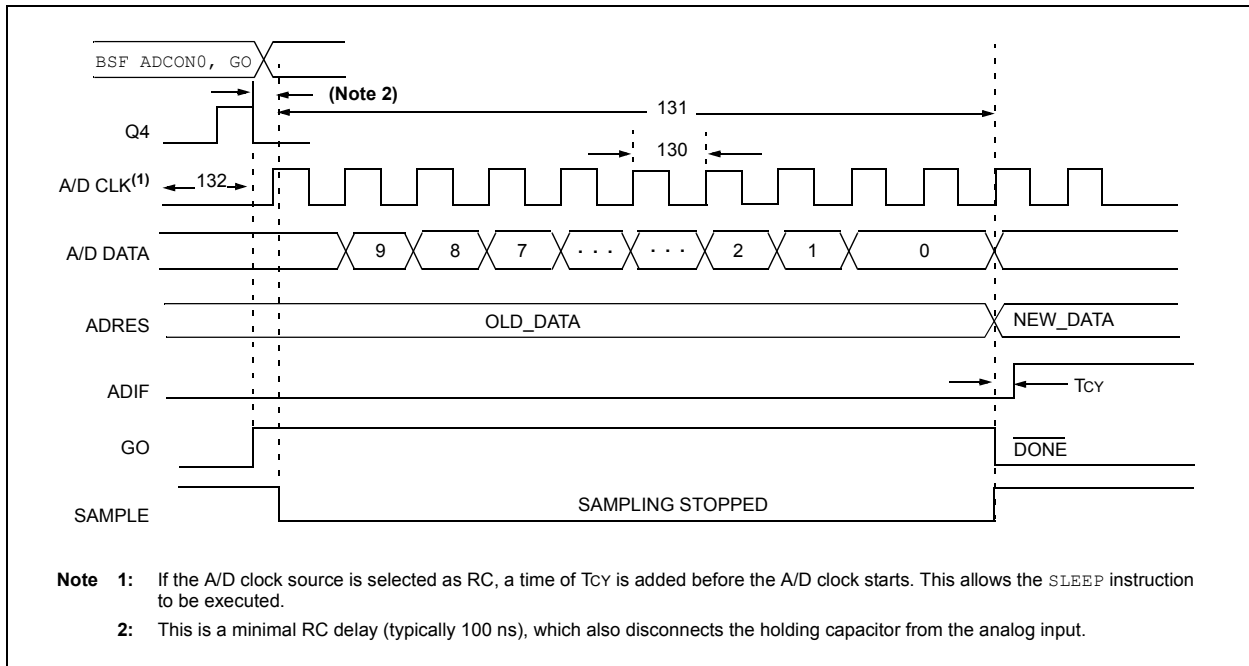 BSF ADCON0, GO
(Note 2)
131
Q4
130
A/D CLK(1)
132
A/D DATA
9 8 7 · · · · · · 2 1 0
ADRES
OLD_DATA
NEW_DATA
ADIF
TCY
GO
DONE
SAMPLE
SAMPLING STOPPED
Note 1: If the A/D clock source is selected as RC, a time of TCY is added before the A/D clock starts. This allows the SLEEP instruction
to be executed.
2: This is a minimal RC delay (typically 100 ns), which also disconnects the holding capacitor from the analog input.